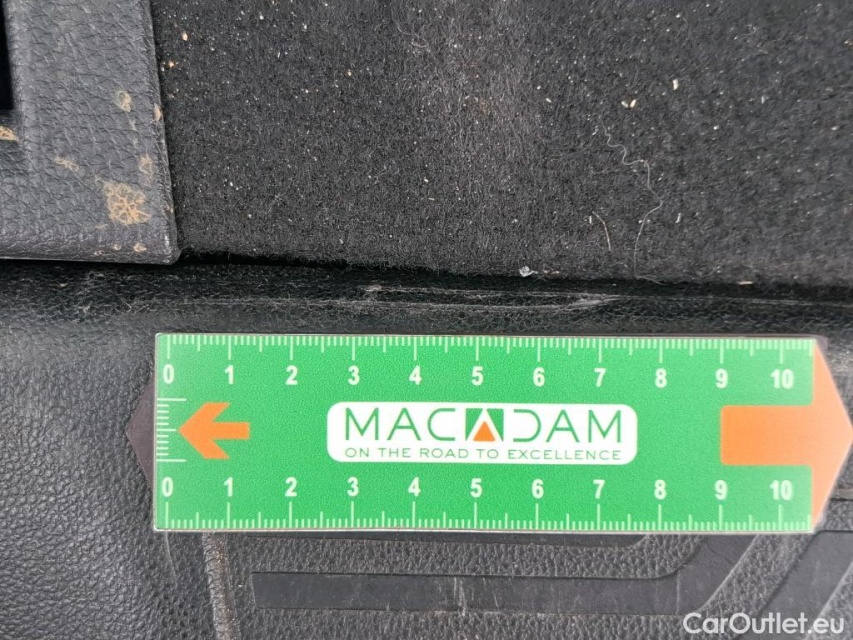 0 1 2 3 4 5 6 7 8 9 10
MACADAM
ON THE ROAD TO EXCELLENCE
0 1 2 3 4 5 6 7 8 9 10
CarOutlet.eu